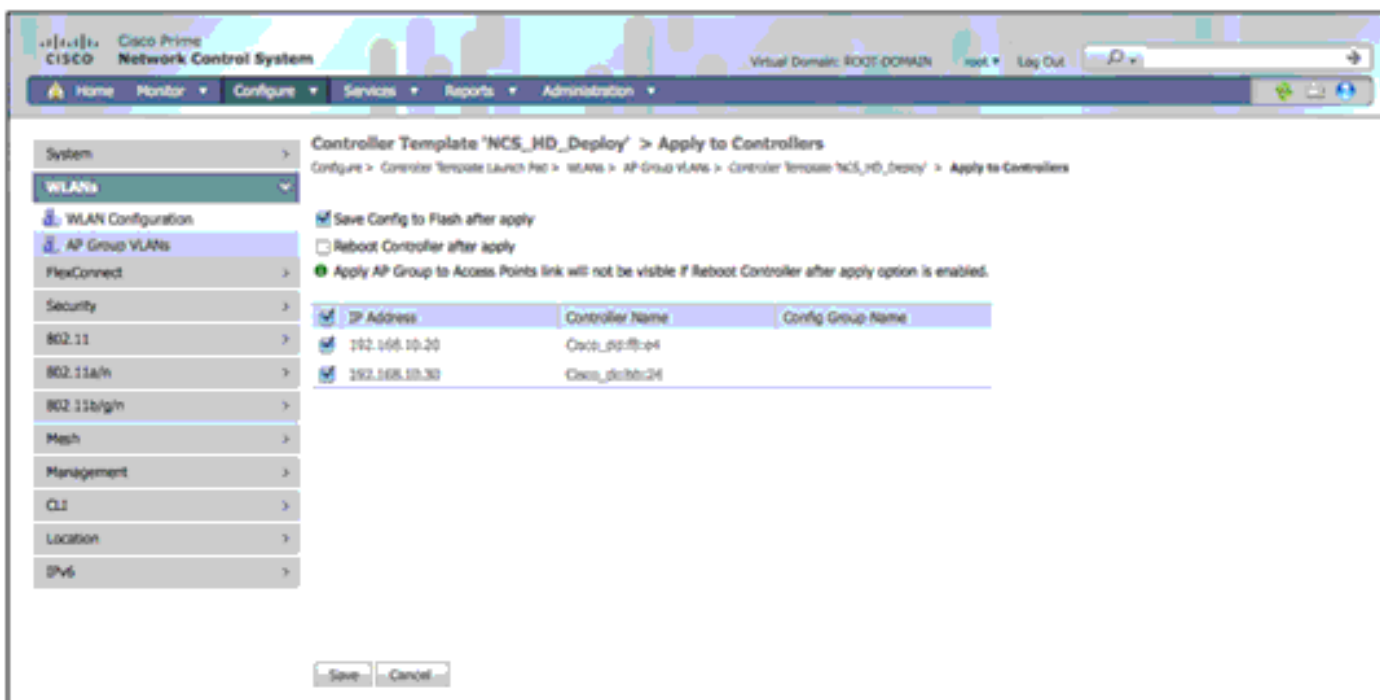 Cisco Prime
CISCO Network Control System
Virtual Domain: ROOT-DOMAIN root Log Out
Home Monitor Configure Services Reports Administration
System
WLANs
WLAN Configuration
AP Group VLANs
FlexConnect
Security
802.11
802.11a/n
802.11b/g/n
Mesh
Management
CLI
Location
IPv6
Controller Template 'NCS_HD_Deploy' > Apply to Controllers
Configure > Controller Template Launch Pad > WLANs > AP Group VLANs > Controller Template 'NCS_HD_Deploy' > Apply to Controllers
Save Config to Flash after apply
Reboot Controller after apply
Apply AP Group to Access Points link will not be visible if Reboot Controller after apply option is enabled.
IP Address Controller Name Config Group Name
192.168.10.20
192.168.10.30
Save Cancel